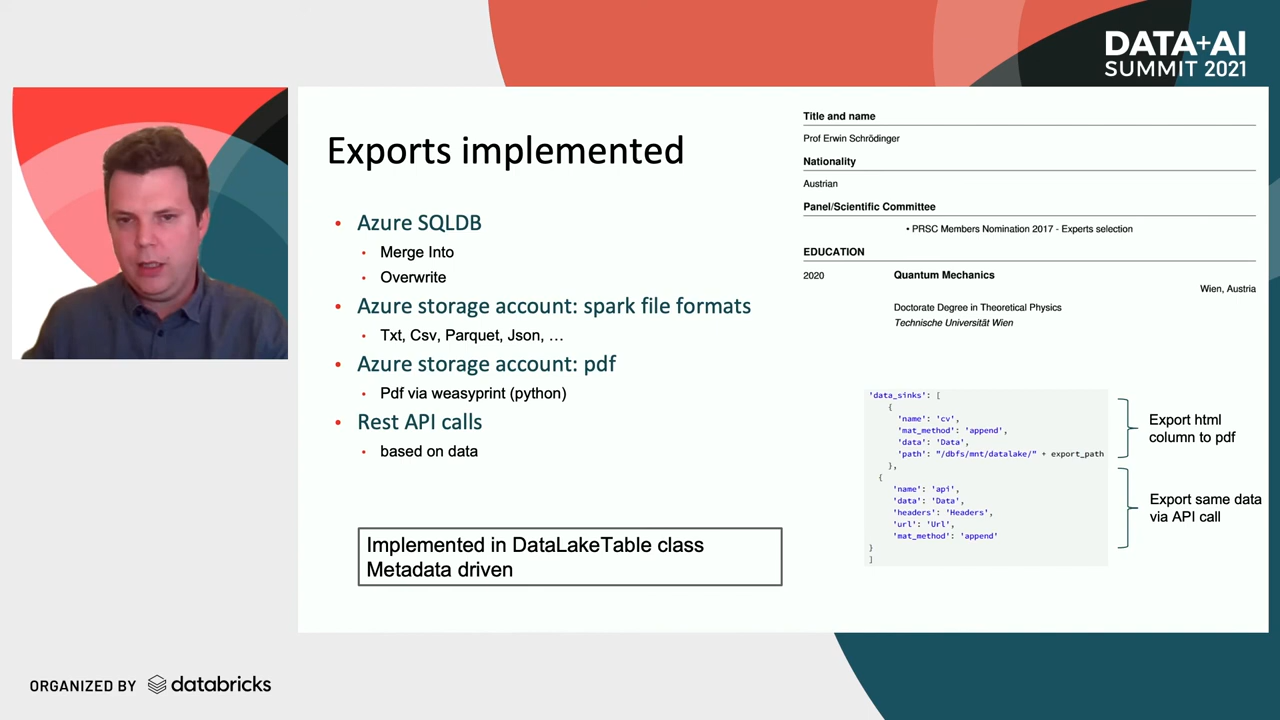 DATA+AI
SUMMIT 2021
Exports implemented
• Azure SQLDB
• Merge Into
• Overwrite
• Azure storage account: spark file formats
• Txt, Csv, Parquet, Json, …
• Azure storage account: pdf
• Pdf via weasyprint (python)
• Rest API calls
• based on data
Implemented in DataLakeTable class
Metadata driven
Title and name
Prof Erwin Schrödinger
Nationality
Austrian
Panel/Scientific Committee
• PRSC Members Nomination 2017 - Experts selection
EDUCATION
2020 Quantum Mechanics
Wien, Austria
Doctorate Degree in Theoretical Physics
Technische Universität Wien
'data_sinks': [
{
'name': 'cv',
'mat_method': 'append',
'data': 'Data',
'path': "/dbfs/mnt/datalake/" + export_path
},
{
'name': 'api',
'data': 'Data',
'headers': 'Headers',
'url': 'Url',
'mat_method': 'append'
}
]
Export html
column to pdf
Export same data
via API call
ORGANIZED BY databricks